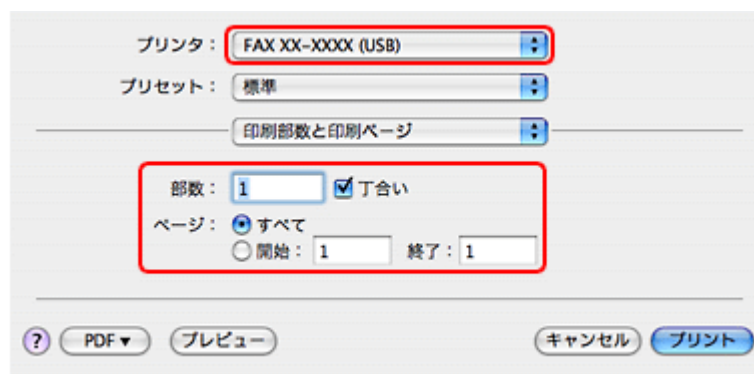 プリンタ： FAX XX-XXXX (USB)
プリセット： 標準
印刷部数と印刷ページ
部数： 1 丁合い
ページ： すべて
開始： 1 終了： 1
? PDF▼ プレビュー キャンセル プリント